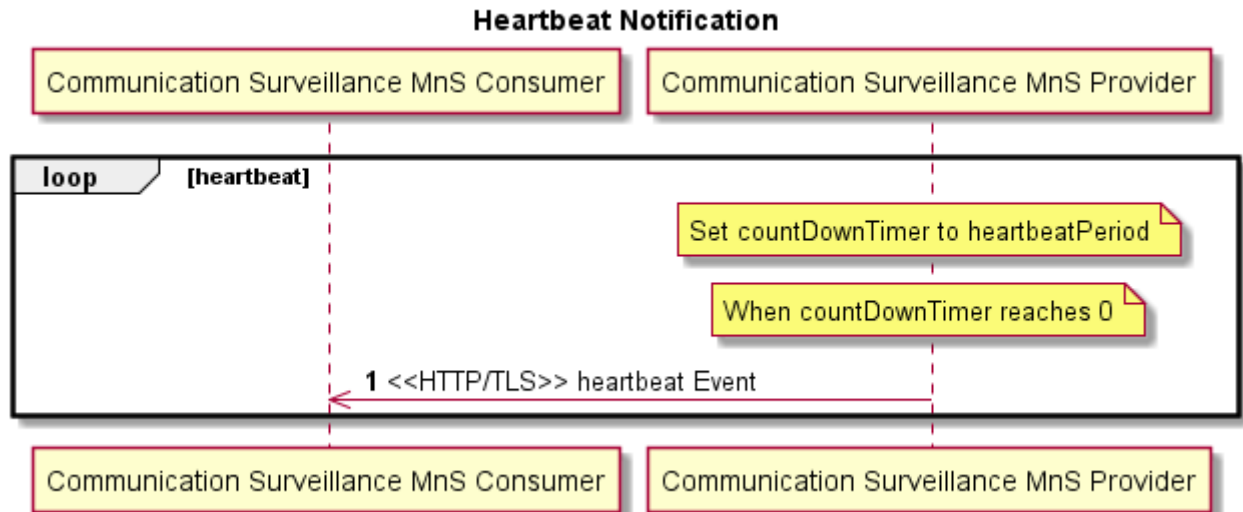 Heartbeat Notification
Communication Surveillance MnS Consumer
Communication Surveillance MnS Provider
loop
[heartbeat]
Set countDownTimer to heartbeatPeriod
When countDownTimer reaches 0
1 <<HTTP/TLS>> heartbeat Event
Communication Surveillance MnS Consumer
Communication Surveillance MnS Provider